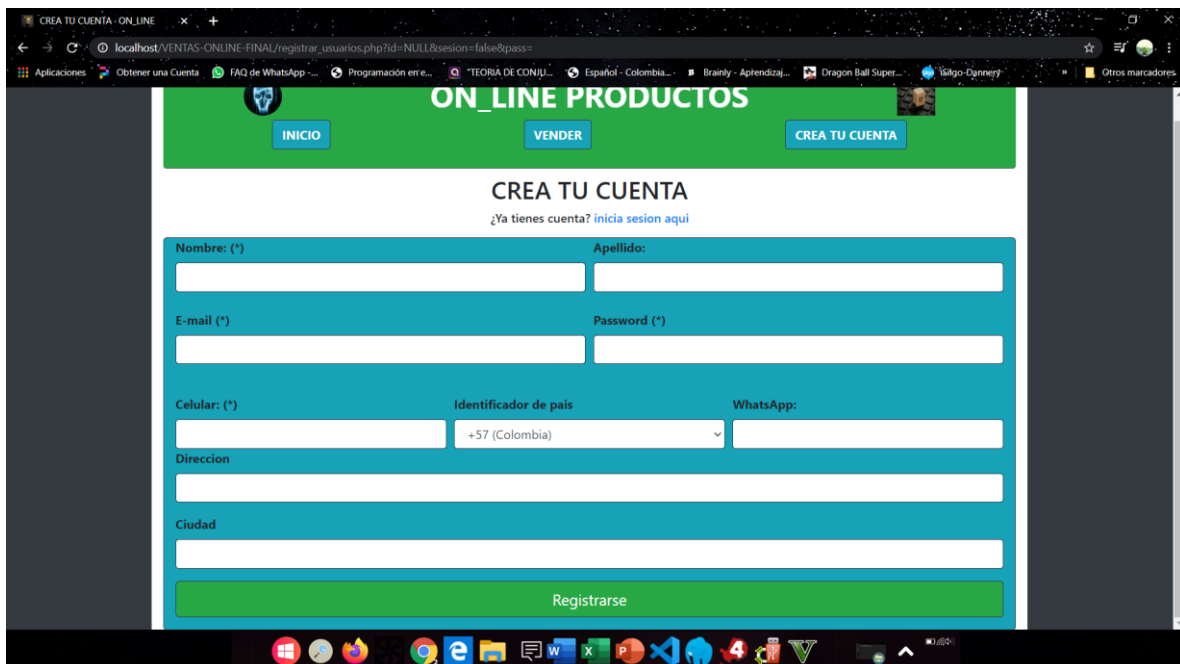 CREA TU CUENTA - ON_LINE
localhost/VENTAS-ONLINE-FINAL/registrar_usuarios.php?id=NULL&sesion=false&pass=
Aplicaciones Obtener una Cuenta FAQ de WhatsApp -... Programación en e... "TEORIA DE CONJU... Español - Colombia... Brainly - Aprendizaj... Dragon Ball Super... Otros marcadores
ON_LINE PRODUCTOS
INICIO VENDER CREA TU CUENTA
CREA TU CUENTA
¿Ya tienes cuenta? inicia sesion aqui
Nombre: (*) Apellido:
E-mail (*) Password (*)
Celular: (*) Identificador de pais WhatsApp:
+57 (Colombia)
Direccion
Ciudad
Registrarse